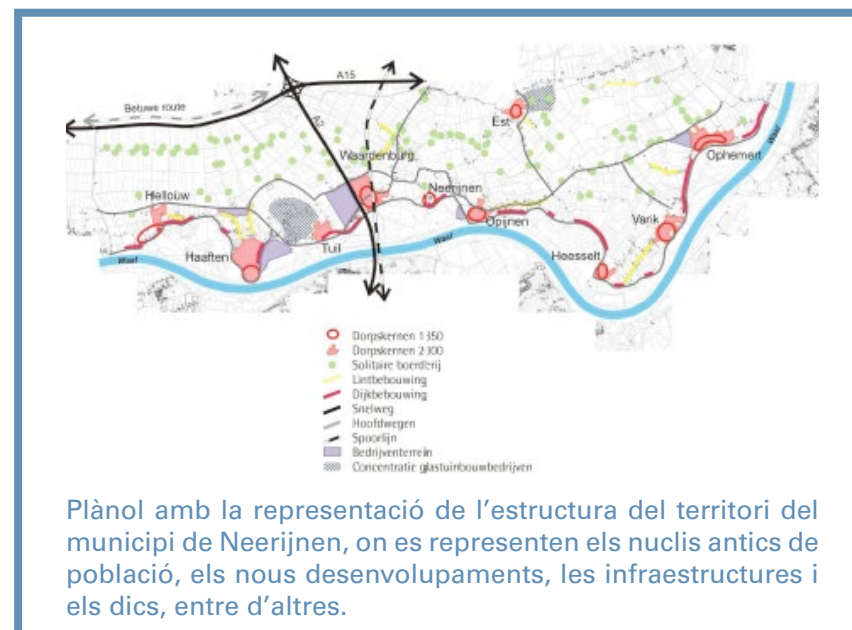 A15
Betuwe route
A2
Est
Waardenburg
Ophemert
Neerijnen
Hellouw
Opijnen
Varik
Tuil
Waal
Haaften
Heesselt
Waal
Waal
Dorpskernen 1350
Dorpskernen 2000
Solitaire boerderij
Lintbebouwing
Dijkbebouwing
Snelweg
Hoofdwegen
Spoorlijn
Bedrijventerrein
Concentratie glastuinbouwbedrijven
Plànol amb la representació de l’estructura del territori del
municipi de Neerijnen, on es representen els nuclis antics de
població, els nous desenvolupaments, les infraestructures i
els dics, entre d’altres.